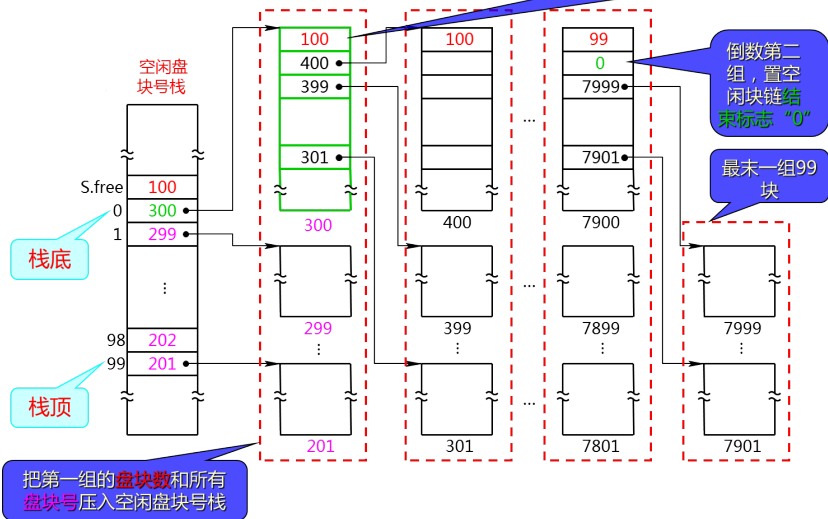 空闲盘
块号栈
S.free
100
0
300
1
299
⋮
98
202
99
201
栈底
栈顶
100
400
399
301
300
299
⋮
201
100
400
399
⋮
301
...
...
...
99
0
7999
7901
7900
7899
⋮
7801
7999
⋮
7901
倒数第二
组，置空
闲块链结
束标志“0”
最末一组99
块
把第一组的盘块数和所有
盘块号压入空闲盘块号栈